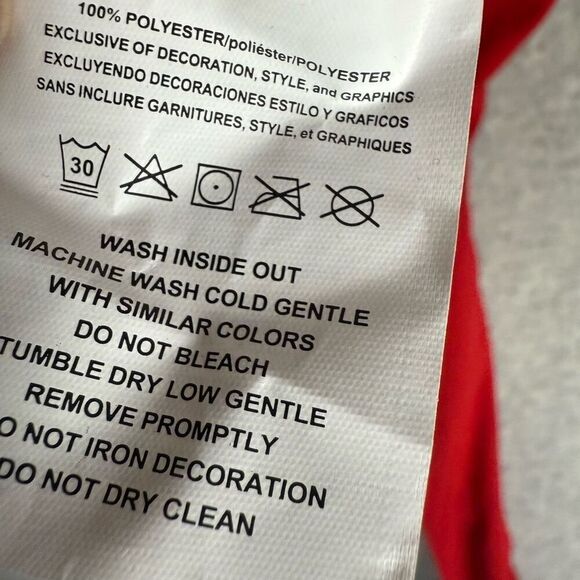 100% POLYESTER/poliéster/POLYESTER
EXCLUSIVE OF DECORATION, STYLE, and GRAPHICS
EXCLUYENDO DECORACIONES ESTILO Y GRAFICOS
SANS INCLURE GARNITURES, STYLE, et GRAPHIQUES
30
WASH INSIDE OUT
MACHINE WASH COLD GENTLE
WITH SIMILAR COLORS
DO NOT BLEACH
TUMBLE DRY LOW GENTLE
REMOVE PROMPTLY
O NOT IRON DECORATION
DO NOT DRY CLEAN